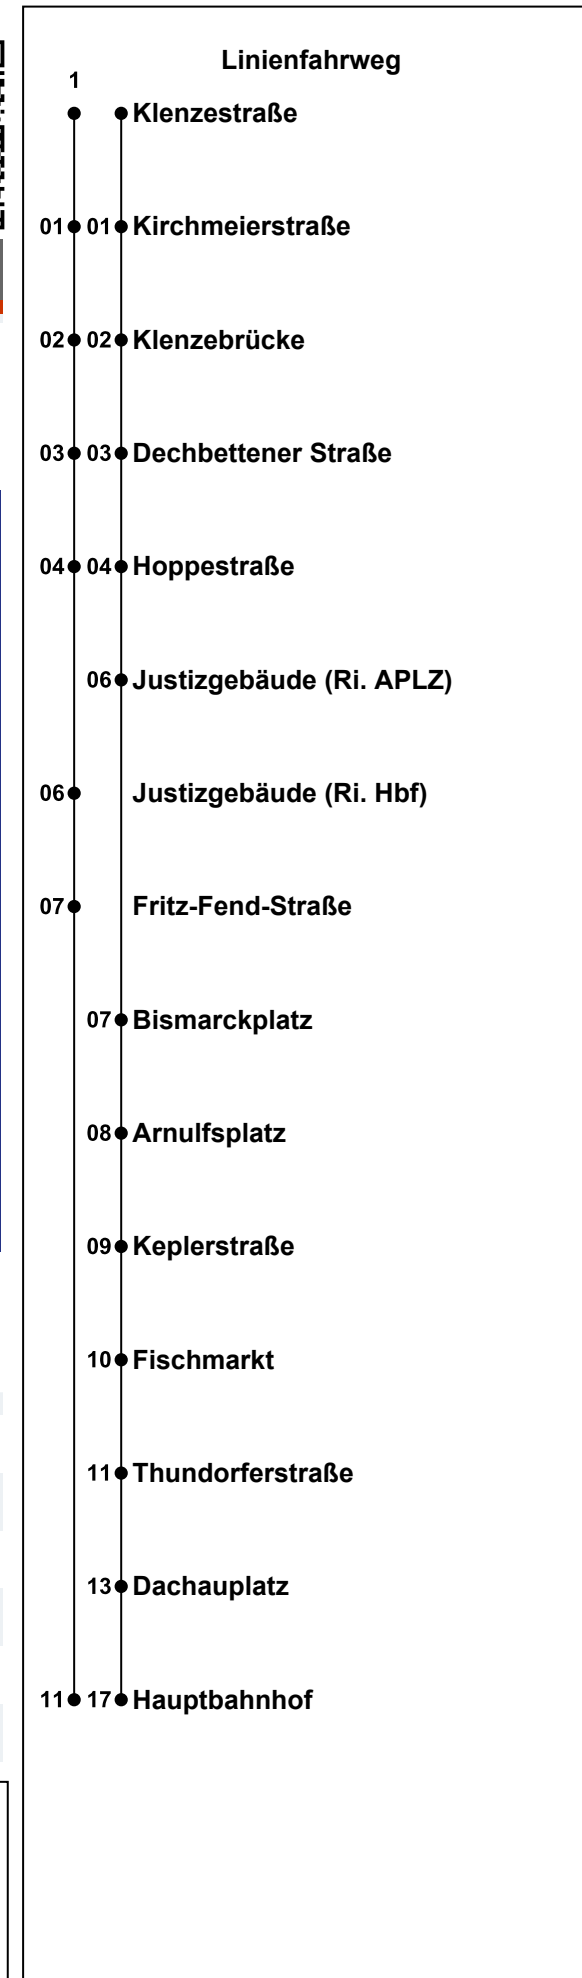 Linienfahrweg
1
Klenzestraße
01 01 Kirchmeierstraße
02 02 Klenzebrücke
03 03 Dechbettener Straße
04 04 Hoppestraße
06 Justizgebäude (Ri. APLZ)
06 Justizgebäude (Ri. Hbf)
07 Fritz-Fend-Straße
07 Bismarckplatz
08 Arnulfsplatz
09 Keplerstraße
10 Fischmarkt
11 Thundorferstraße
13 Dachauplatz
11 17 Hauptbahnhof